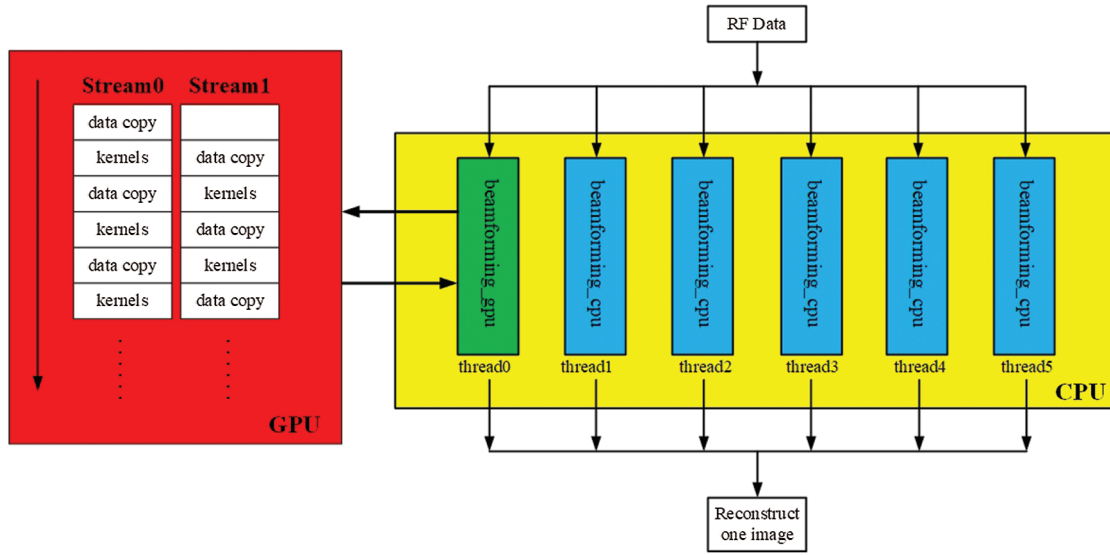 RF Data
Stream0 Stream1
data copy
kernels data copy
data copy kernels
kernels data copy
data copy kernels
kernels data copy
GPU
beamforming_gpu
beamforming_cpu
beamforming_cpu
beamforming_cpu
beamforming_cpu
beamforming_cpu
thread0 thread1 thread2 thread3 thread4 thread5
CPU
Reconstruct
one image